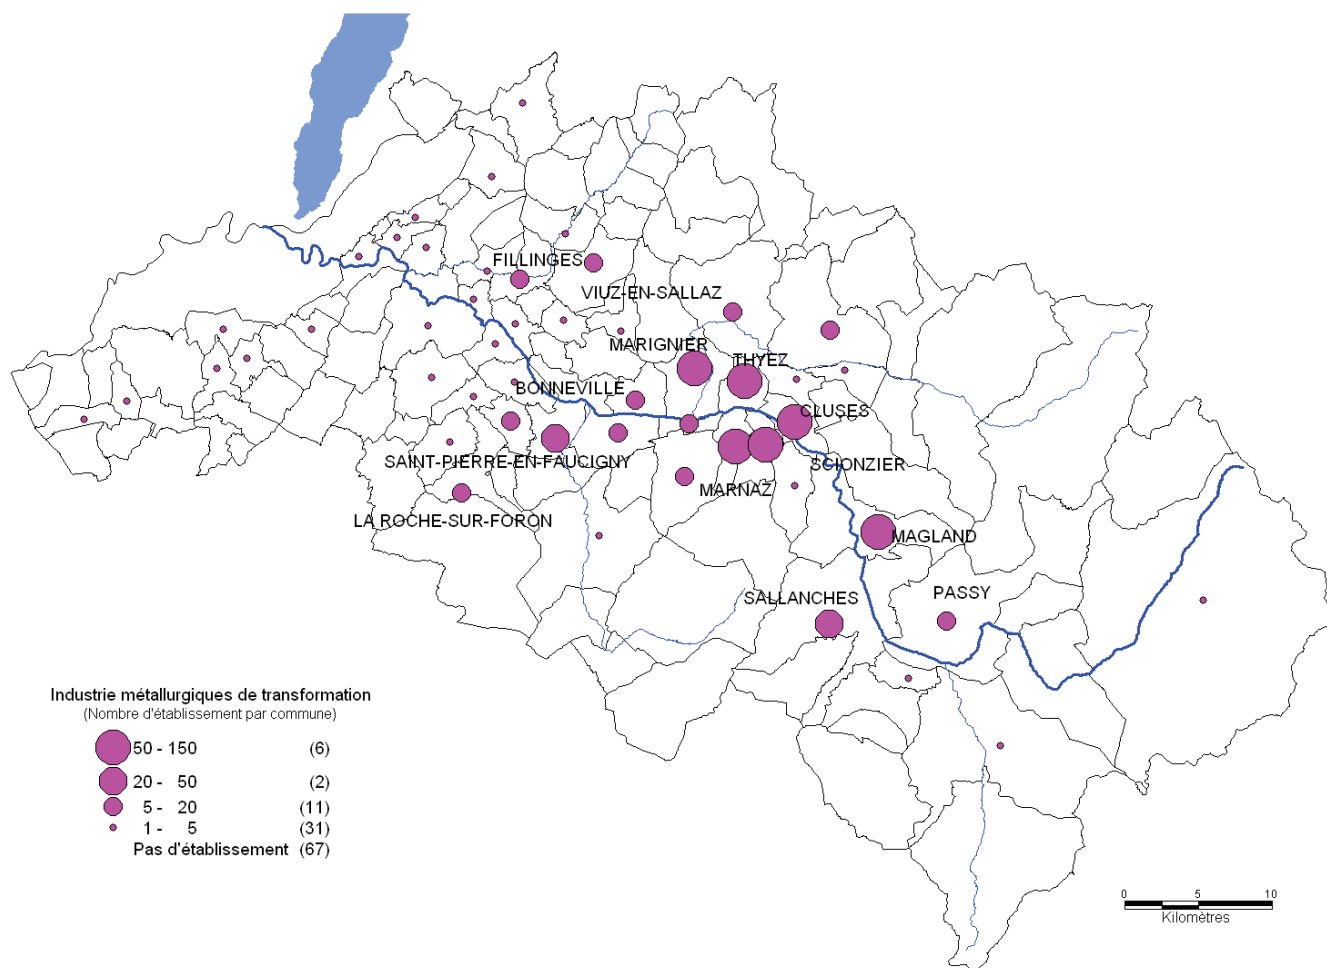 FILLINGES
VIUZ-EN-SALLAZ
MARIGNIER
THYEZ
BONNEVILLE
CLUSES
SAINT-PIERRE-EN-FAUCIGNY
SCIONZIER
MARNAZ
LA ROCHE-SUR-FORON
MAGLAND
SALLANCHES
PASSY
Industrie métallurgiques de transformation
(Nombre d'établissement par commune)
50 - 150 (6)
20 - 50 (2)
5 - 20 (11)
1 - 5 (31)
Pas d'établissement (67)
0 5 10
Kilomètres